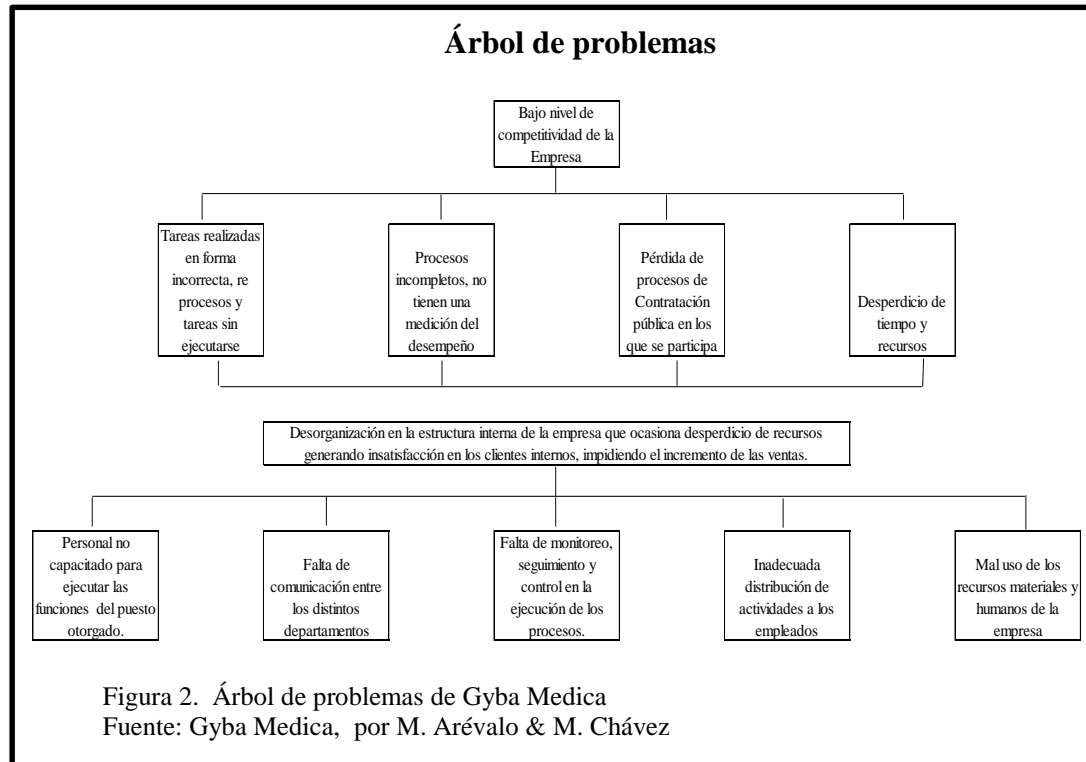 Árbol de problemas
Bajo nivel de
competitividad de la
Empresa
Tareas realizadas
en forma
incorrecta, re
procesos y
tareas sin
ejecutarse
Procesos
incompletos, no
tienen una
medición del
desempeño
Pérdida de
procesos de
Contratación
pública en los
que se participa
Desperdicio de
tiempo y
recursos
Desorganización en la estructura interna de la empresa que ocasiona desperdicio de recursos
generando insatisfacción en los clientes internos, impidiendo el incremento de las ventas.
Personal no
capacitado para
ejecutar las
funciones del puesto
otorgado.
Falta de
comunicación entre
los distintos
departamentos
Falta de monitoreo,
seguimiento y
control en la
ejecución de los
procesos.
Inadecuada
distribución de
actividades a los
empleados
Mal uso de los
recursos materiales y
humanos de la
empresa
Figura 2. Árbol de problemas de Gyba Medica
Fuente: Gyba Medica, por M. Arévalo & M. Chávez